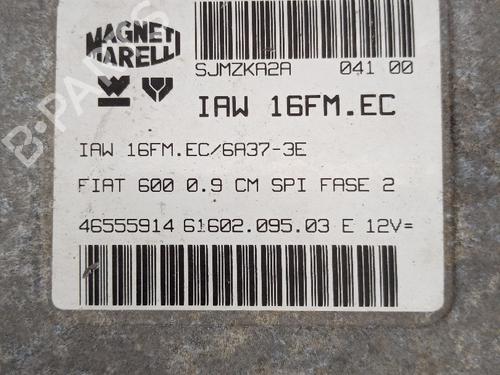 MAGNETI
MARELLI
SJMZKA2A 041 00
IAW 16FM.EC
IAW 16FM.EC/6A37-3E
FIAT 600 0.9 CM SPI FASE 2
46555914 61602.095.03 E 12V=